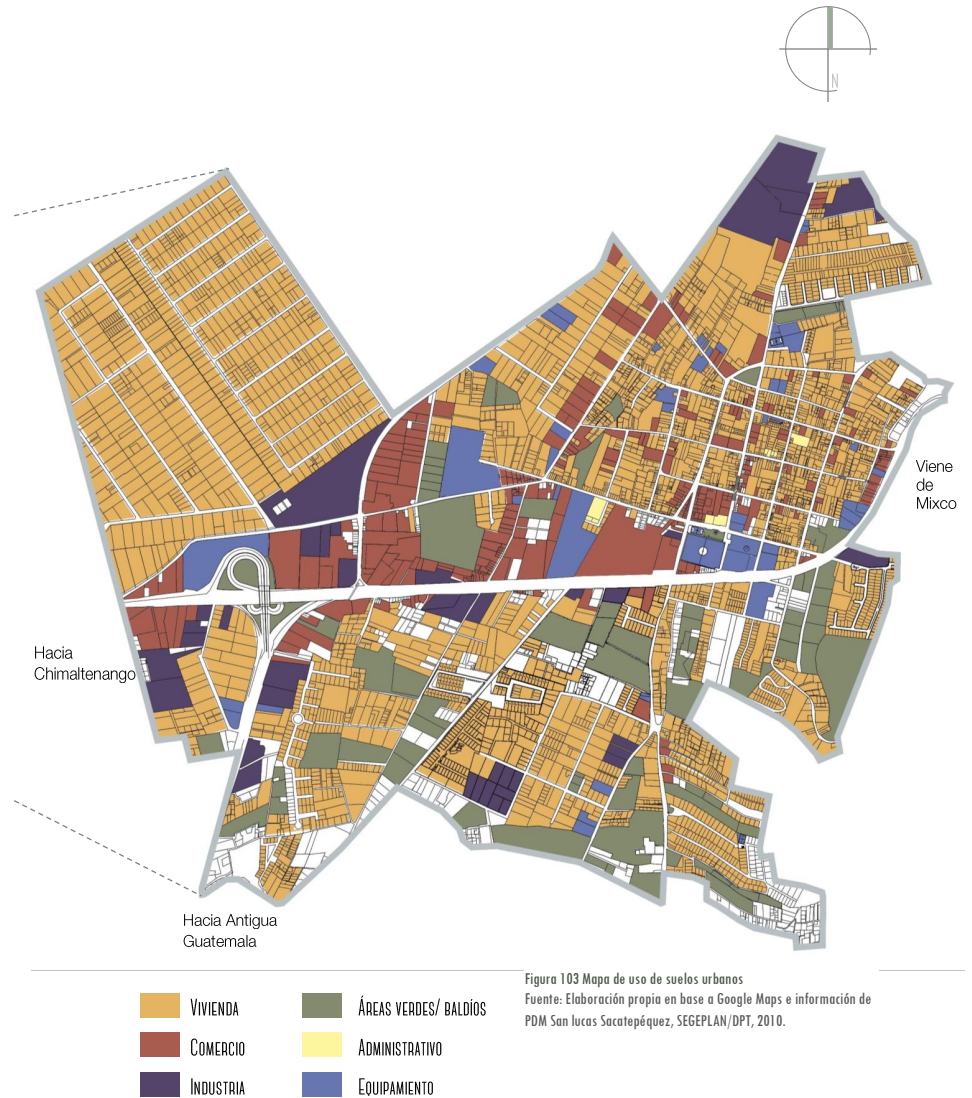 N
Viene
de
Mixco
Hacia
Chimaltenango
Hacia Antigua
Guatemala
Figura 103 Mapa de uso de suelos urbanos
Fuente: Elaboración propia en base a Google Maps e información de
PDM San lucas Sacatepéquez, SEGEPLAN/DPT, 2010.
VIVIENDA
COMERCIO
INDUSTRIA
ÁREAS VERDES/ BALDÍOS
ADMINISTRATIVO
EQUIPAMIENTO